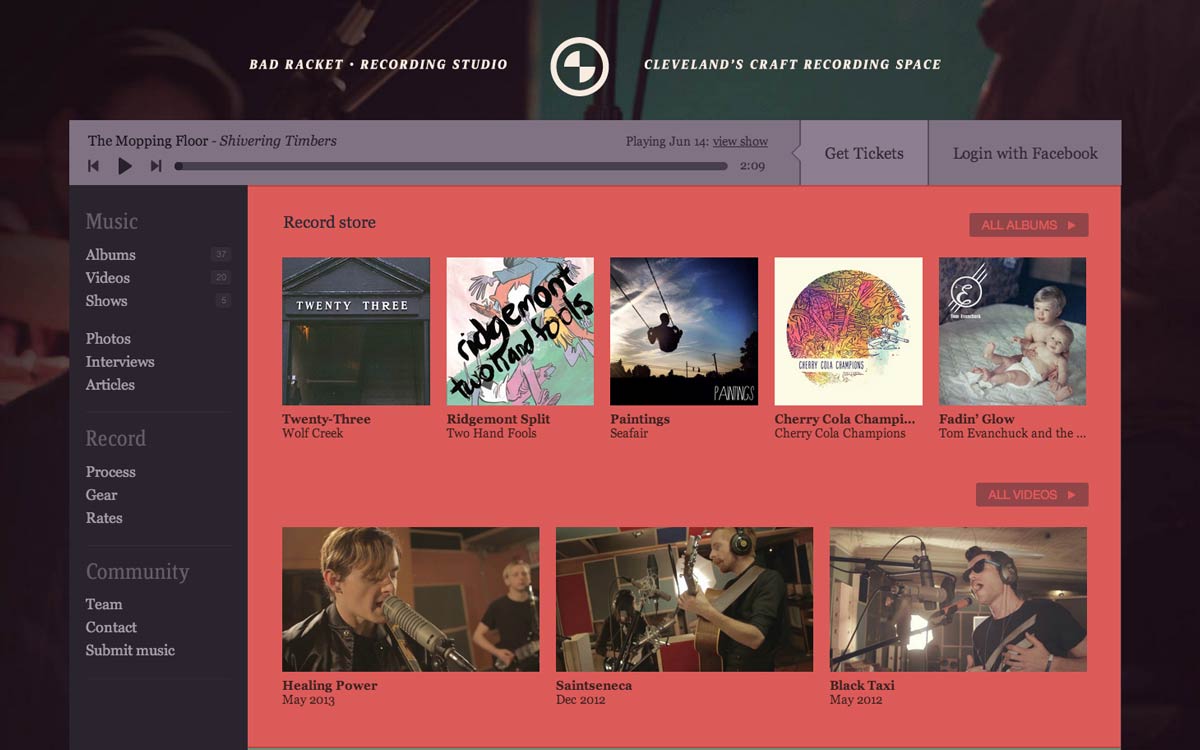 BAD RACKET • RECORDING STUDIO
CLEVELAND'S CRAFT RECORDING SPACE
The Mopping Floor - Shivering Timbers
Playing Jun 14: view show
2:09
Get Tickets
Login with Facebook
Music
Albums 37
Videos 20
Shows 5
Photos
Interviews
Articles
Record
Process
Gear
Rates
Community
Team
Contact
Submit music
Record store
ALL ALBUMS
TWENTY THREE
ridgemont
two hand fools
PAINTINGS
CHERRY COLA CHAMPIONS
Tom Evanchuck
Twenty-Three
Wolf Creek
Ridgemont Split
Two Hand Fools
Paintings
Seafair
Cherry Cola Champi...
Cherry Cola Champions
Fadin' Glow
Tom Evanchuck and the ...
ALL VIDEOS
Healing Power
May 2013
Saintseneca
Dec 2012
Black Taxi
May 2012